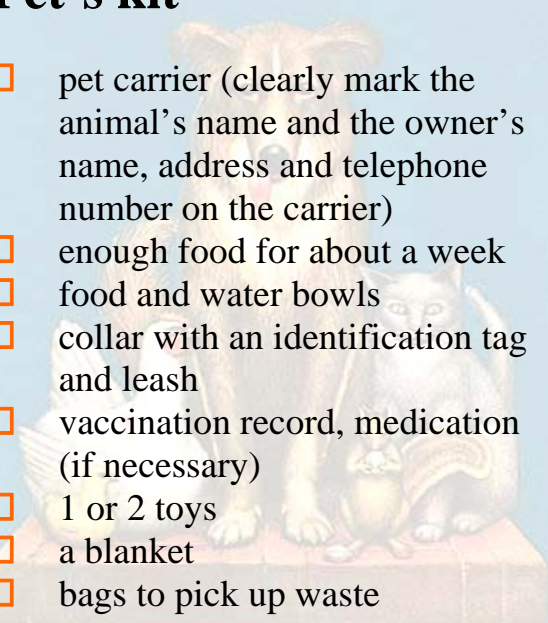 Pet's kit
pet carrier (clearly mark the
animal's name and the owner's
name, address and telephone
number on the carrier)
enough food for about a week
food and water bowls
collar with an identification tag
and leash
vaccination record, medication
(if necessary)
1 or 2 toys
a blanket
bags to pick up waste